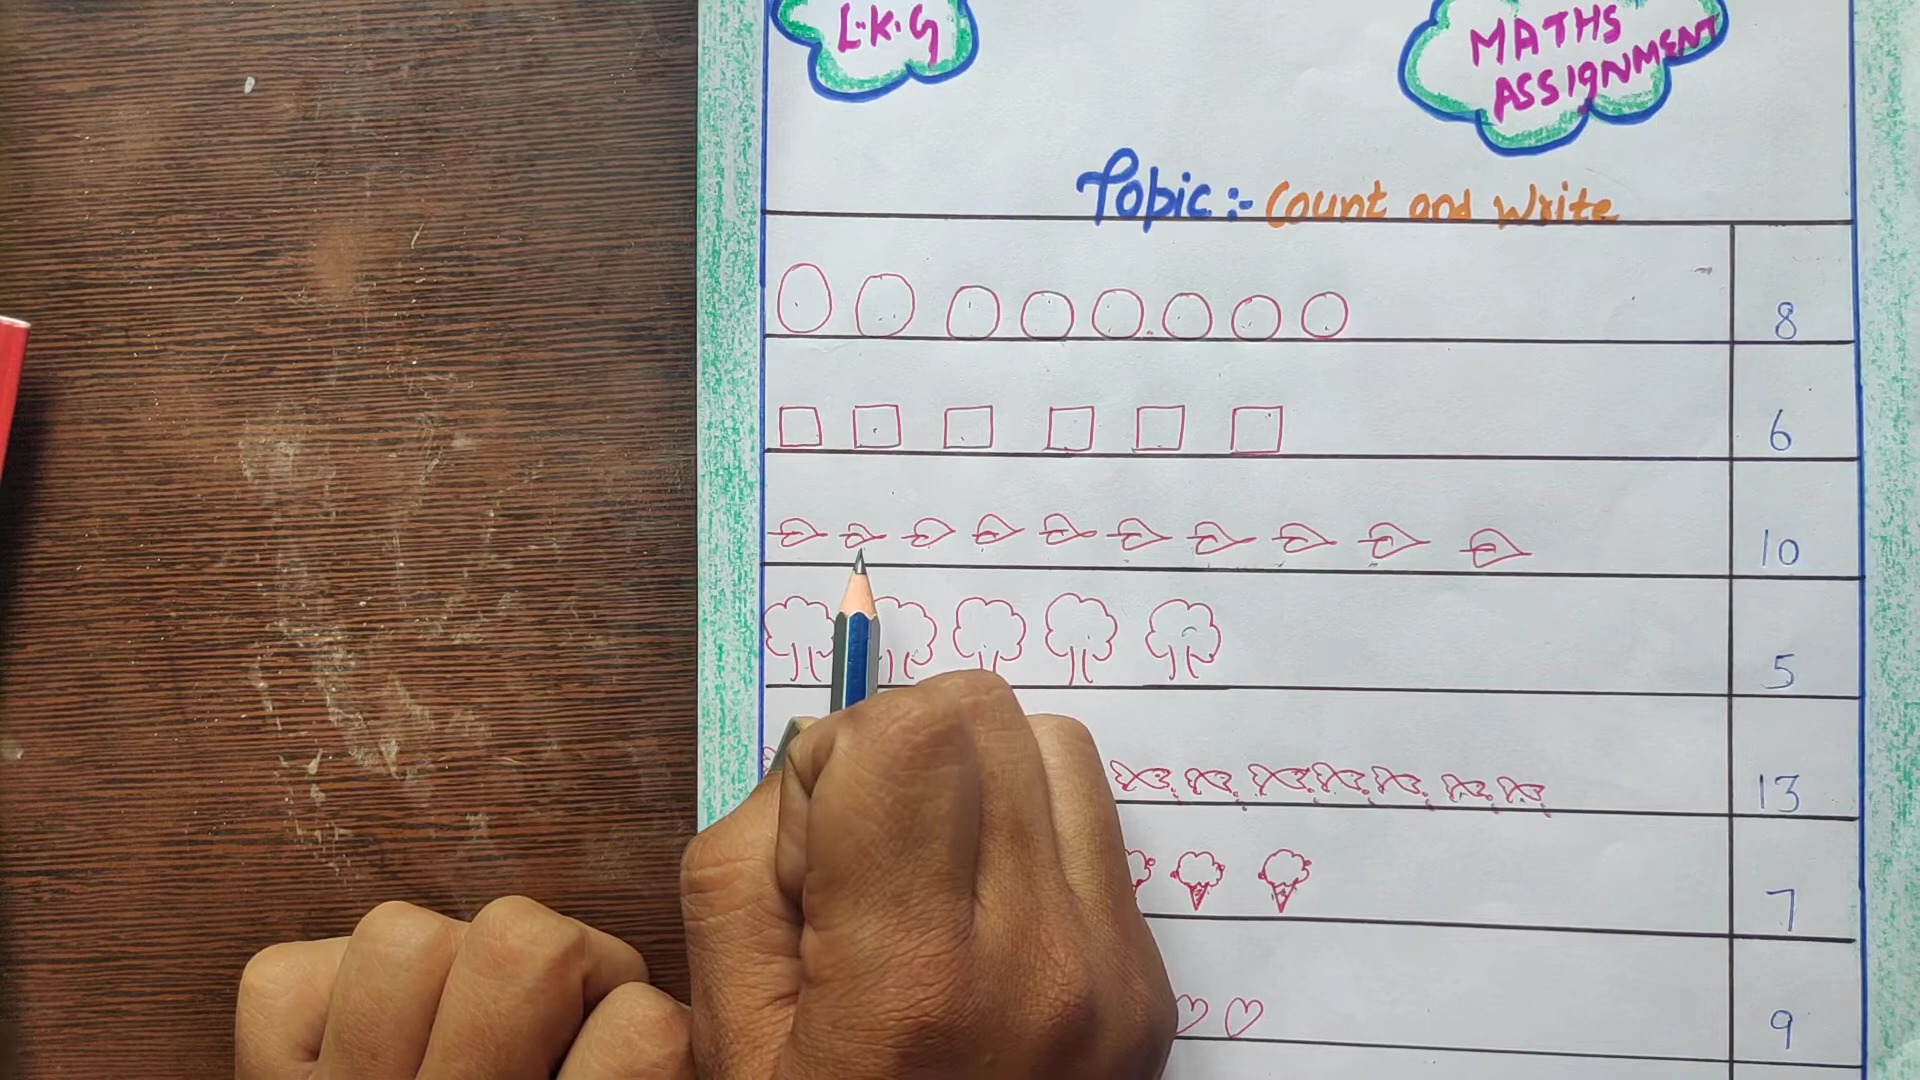 L.K.G
MATHS
ASSIGNMENT
Topic:- Count and Write
8
6
10
5
13
7
9